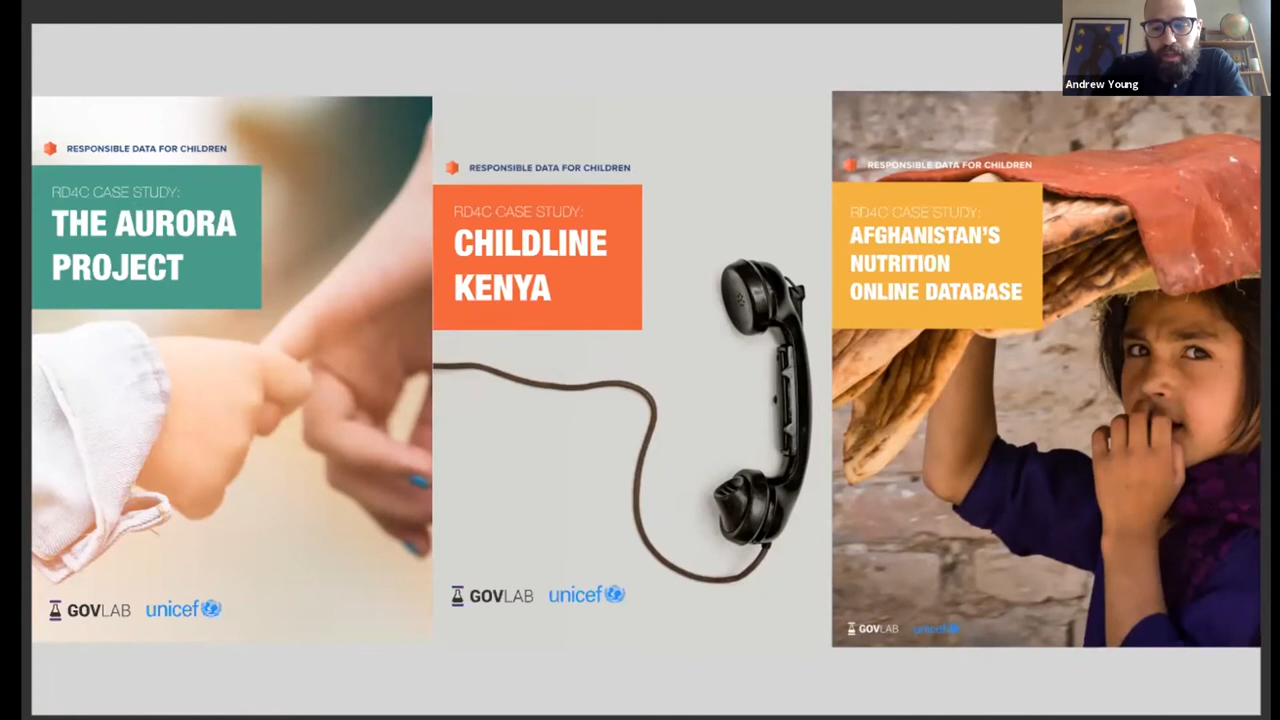 Andrew Young
RESPONSIBLE DATA FOR CHILDREN
RD4C CASE STUDY:
THE AURORA
PROJECT
GOVLAB
unicef
RESPONSIBLE DATA FOR CHILDREN
RD4C CASE STUDY:
CHILDLINE
KENYA
GOVLAB
unicef
RESPONSIBLE DATA FOR CHILDREN
RD4C CASE STUDY:
AFGHANISTAN'S
NUTRITION
ONLINE DATABASE
GOVLAB
unicef